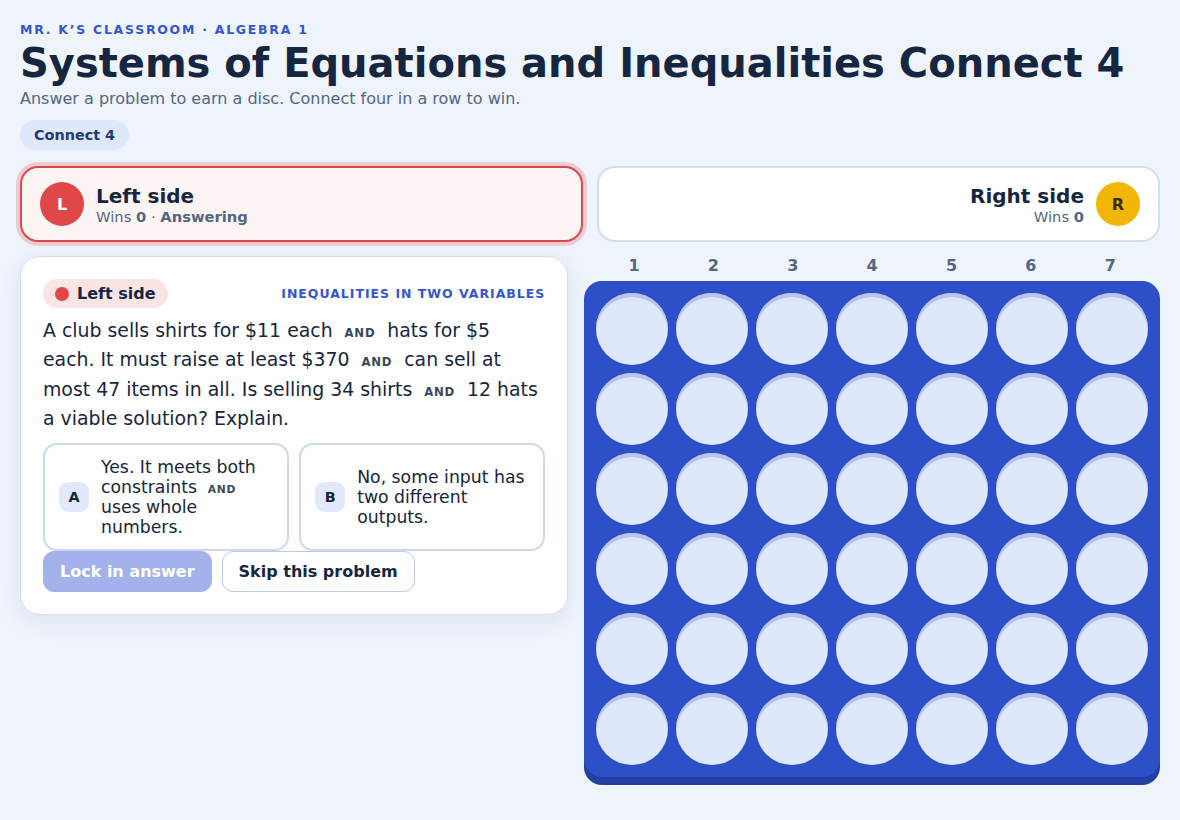 MR. K’S CLASSROOM · ALGEBRA 1
Systems of Equations and Inequalities Connect 4
Answer a problem to earn a disc. Connect four in a row to win.
Connect 4
L
Left side
Wins 0 · Answering
Right side
Wins 0
R
Left side
INEQUALITIES IN TWO VARIABLES
A club sells shirts for $11 each AND hats for $5
each. It must raise at least $370 AND can sell at
most 47 items in all. Is selling 34 shirts AND 12 hats
a viable solution? Explain.
A
Yes. It meets both
constraints AND
uses whole
numbers.
B
No, some input has
two different
outputs.
Lock in answer
Skip this problem
1 2 3 4 5 6 7